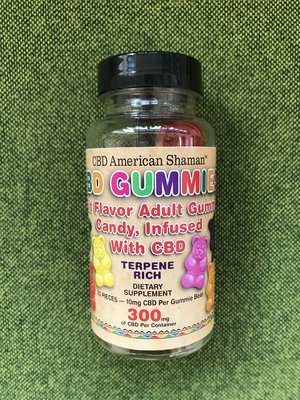 CBD American Shaman
BD GUMMIE
Flavor Adult Gumm
Candy, Infused
With CBD
TERPENE
RICH
DIETARY
SUPPLEMENT
PIECES — 10mg CBD Per Gummie Bear
300mg
of CBD Per Container